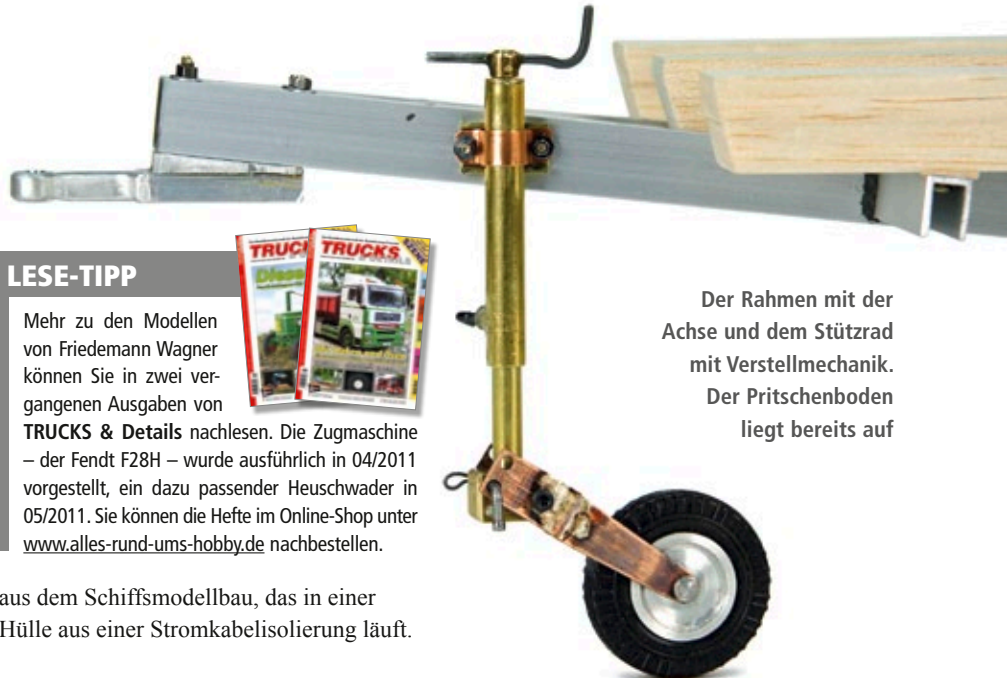 LESE-TIPP
TRUCKS
TRUCKS
Mehr zu den Modellen
von Friedemann Wagner
können Sie in zwei ver-
gangenen Ausgaben von
TRUCKS & Details nachlesen. Die Zugmaschine
– der Fendt F28H – wurde ausführlich in 04/2011
vorgestellt, ein dazu passender Heuschwader in
05/2011. Sie können die Hefte im Online-Shop unter
www.alles-rund-ums-hobby.de nachbestellen.
Der Rahmen mit der
Achse und dem Stützrad
mit Verstellmechanik.
Der Pritschenboden
liegt bereits auf
aus dem Schiffsmodellbau, das in einer
Hülle aus einer Stromkabelisolierung läuft.